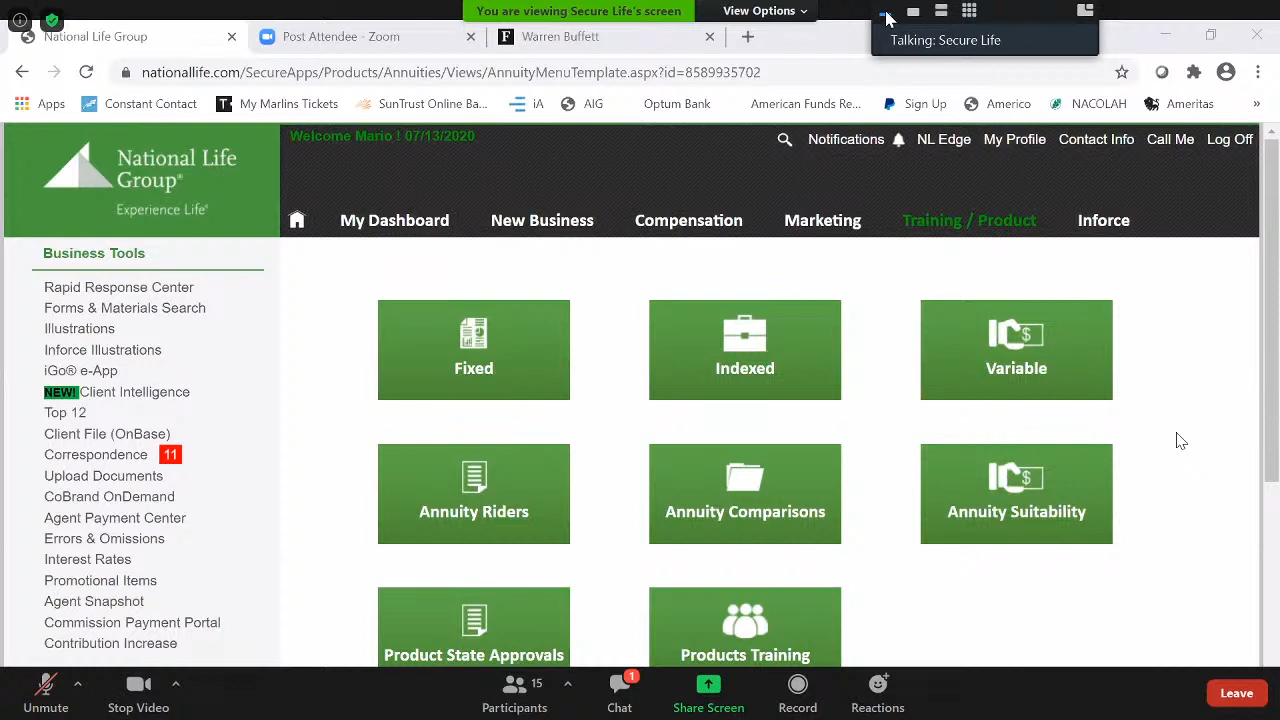 You are viewing Secure Life's screen
View Options
Talking: Secure Life
National Life Group
Post Attendee - Zoom
Warren Buffett
nationallife.com/SecureApps/Products/Annuities/Views/AnnuityMenuTemplate.aspx?id=8589935702
Apps
Constant Contact
My Marlins Tickets
SunTrust Online Ba...
iA
AIG
Optum Bank
American Funds Re...
Sign Up
Americo
NACOLAH
Ameritas
»
National Life
Group®
Experience Life®
Welcome Mario ! 07/13/2020
Notifications
NL Edge
My Profile
Contact Info
Call Me
Log Off
My Dashboard
New Business
Compensation
Marketing
Training / Product
Inforce
Business Tools
Rapid Response Center
Forms & Materials Search
Illustrations
Inforce Illustrations
iGo® e-App
NEW! Client Intelligence
Top 12
Client File (OnBase)
Correspondence 11
Upload Documents
CoBrand OnDemand
Agent Payment Center
Errors & Omissions
Interest Rates
Promotional Items
Agent Snapshot
Commission Payment Portal
Contribution Increase
Fixed
Indexed
Variable
Annuity Riders
Annuity Comparisons
Annuity Suitability
Product State Approvals
Products Training
Unmute
Stop Video
15
Participants
1
Chat
Share Screen
Record
Reactions
Leave